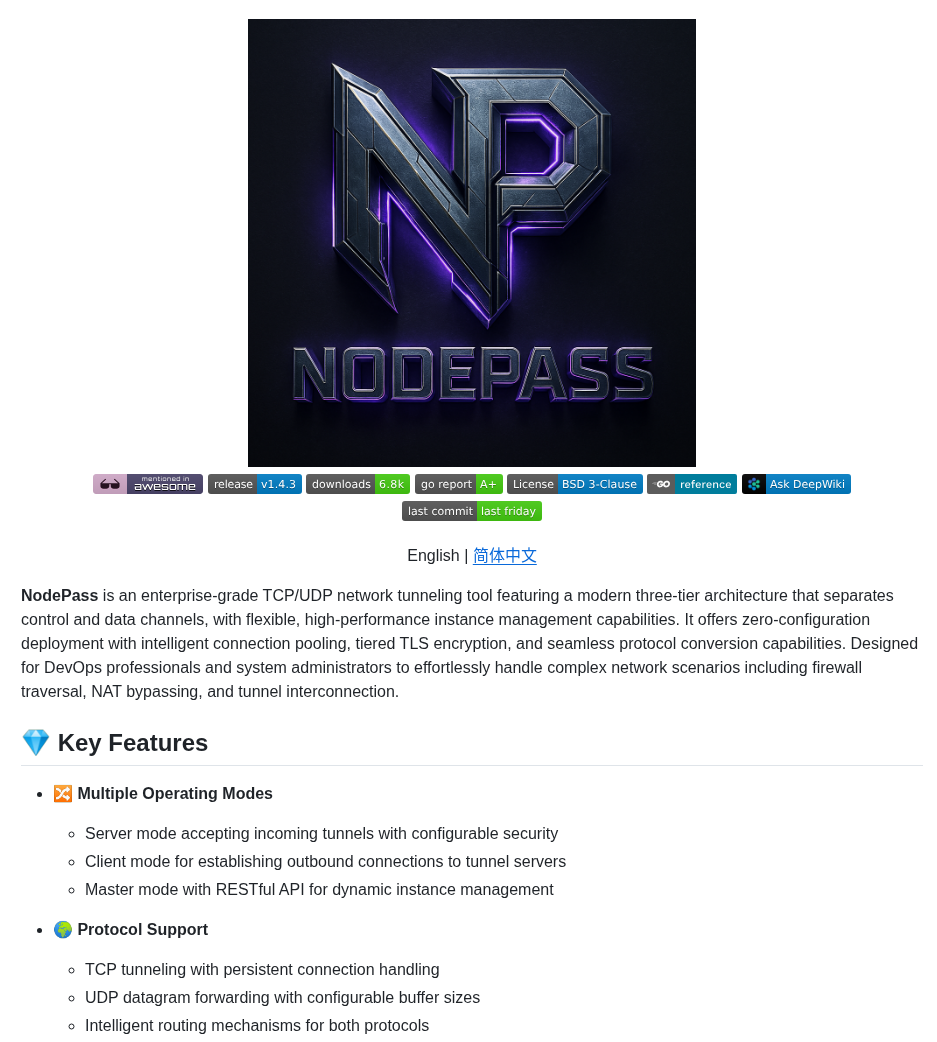 NP
NODEPASS
mentioned in awesome release v1.4.3 downloads 6.8k go report A+ License BSD 3-Clause GO reference Ask DeepWiki
last commit last friday
English | 简体中文
NodePass is an enterprise-grade TCP/UDP network tunneling tool featuring a modern three-tier architecture that separates
control and data channels, with flexible, high-performance instance management capabilities. It offers zero-configuration
deployment with intelligent connection pooling, tiered TLS encryption, and seamless protocol conversion capabilities. Designed
for DevOps professionals and system administrators to effortlessly handle complex network scenarios including firewall
traversal, NAT bypassing, and tunnel interconnection.
💎 Key Features
• 🔀 Multiple Operating Modes
◦ Server mode accepting incoming tunnels with configurable security
◦ Client mode for establishing outbound connections to tunnel servers
◦ Master mode with RESTful API for dynamic instance management
• 🌍 Protocol Support
◦ TCP tunneling with persistent connection handling
◦ UDP datagram forwarding with configurable buffer sizes
◦ Intelligent routing mechanisms for both protocols